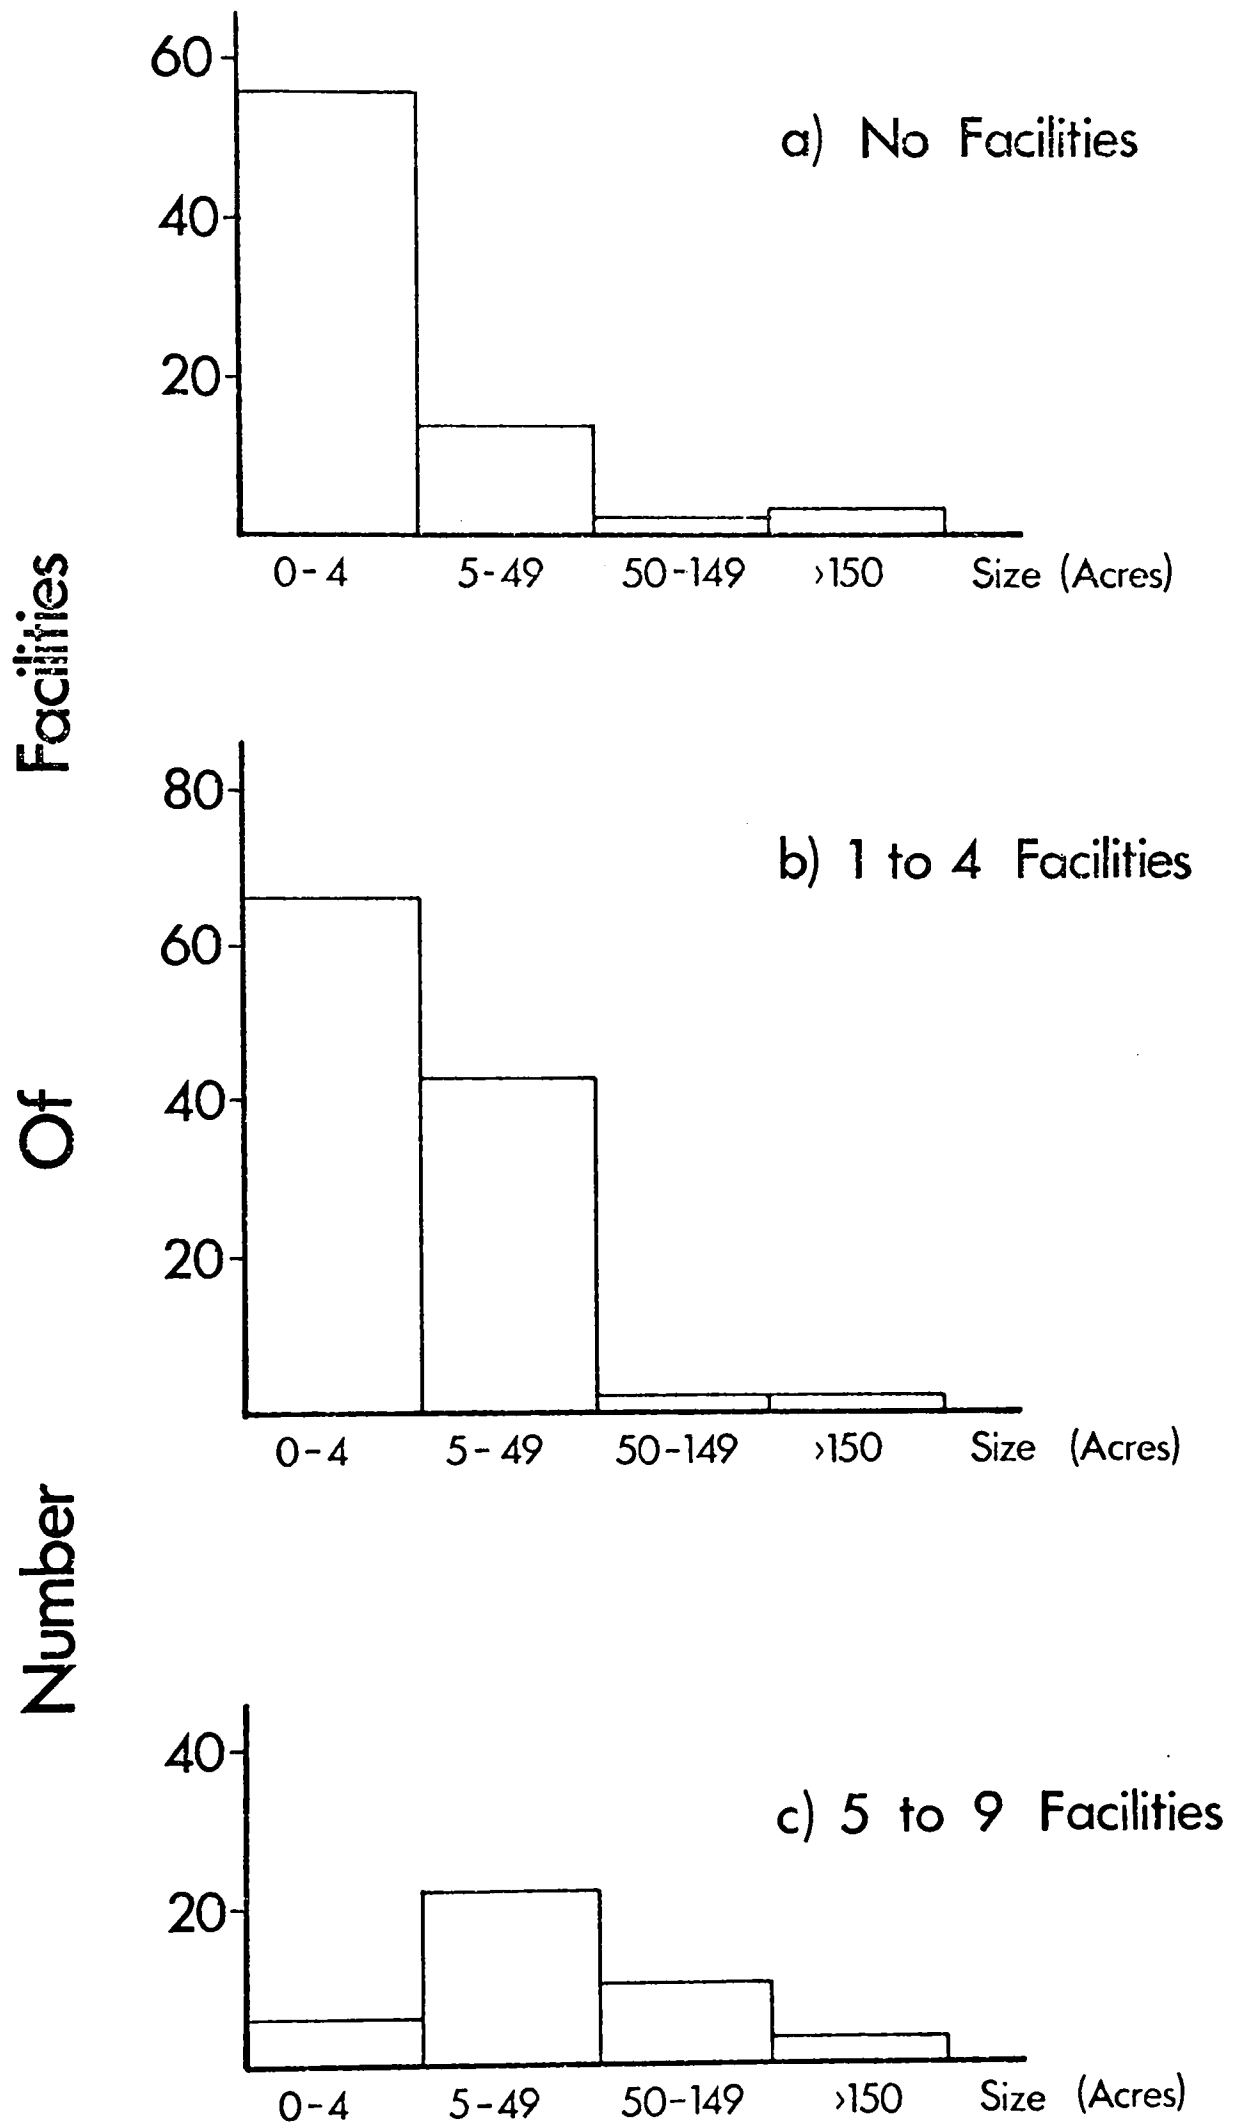 Number Of Facilities
a) No Facilities
60
40
20
0-4 5-49 50-149 >150 Size (Acres)
b) 1 to 4 Facilities
80
60
40
20
0-4 5-49 50-149 >150 Size (Acres)
c) 5 to 9 Facilities
40
20
0-4 5-49 50-149 >150 Size (Acres)